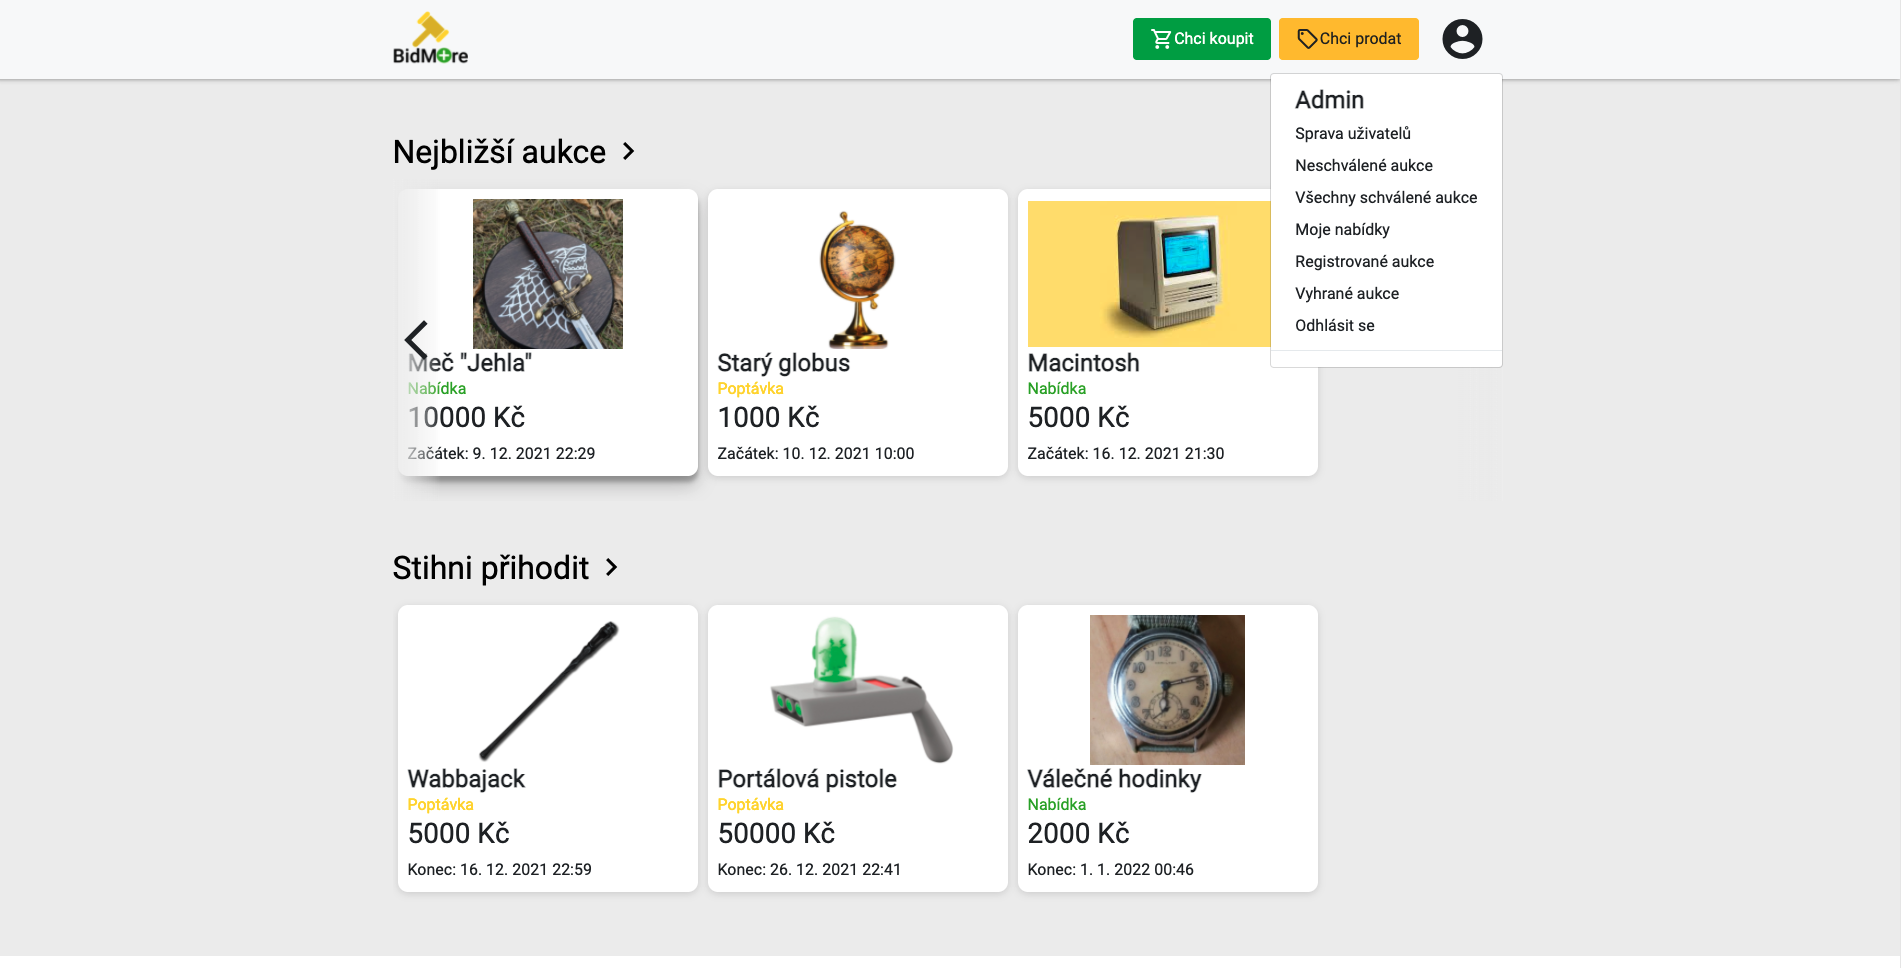 BidMore
Chci koupit
Chci prodat
Admin
Sprava uživatelů
Neschválené aukce
Všechny schválené aukce
Moje nabídky
Registrované aukce
Vyhrané aukce
Odhlásit se
Nejbližší aukce
Meč "Jehla"
Nabídka
10000 Kč
Začátek: 9. 12. 2021 22:29
Starý globus
Poptávka
1000 Kč
Začátek: 10. 12. 2021 10:00
Macintosh
Nabídka
5000 Kč
Začátek: 16. 12. 2021 21:30
Stihni přihodit
Wabbajack
Poptávka
5000 Kč
Konec: 16. 12. 2021 22:59
Portálová pistole
Poptávka
50000 Kč
Konec: 26. 12. 2021 22:41
Válečné hodinky
Nabídka
2000 Kč
Konec: 1. 1. 2022 00:46